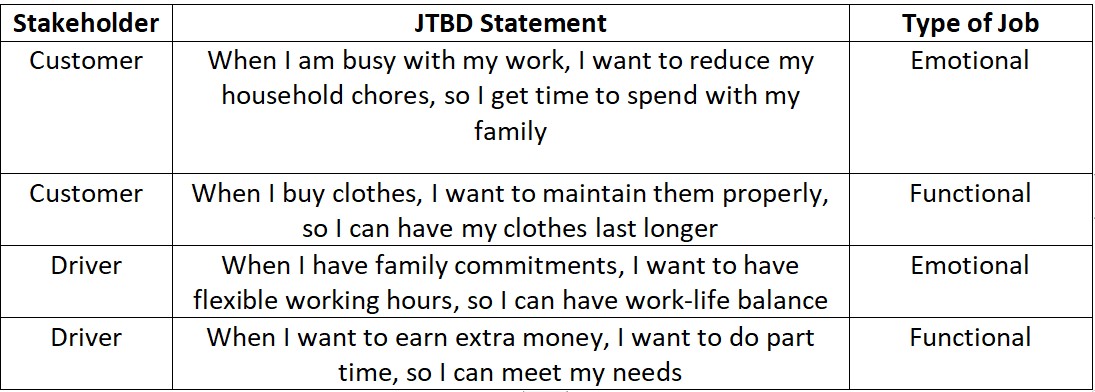 Stakeholder JTBD Statement Type of Job
Customer When I am busy with my work, I want to reduce my Emotional
household chores, so I get time to spend with my
family
Customer When I buy clothes, I want to maintain them properly, Functional
so I can have my clothes last longer
Driver When I have family commitments, I want to have Emotional
flexible working hours, so I can have work-life balance
Driver When I want to earn extra money, I want to do part Functional
time, so I can meet my needs